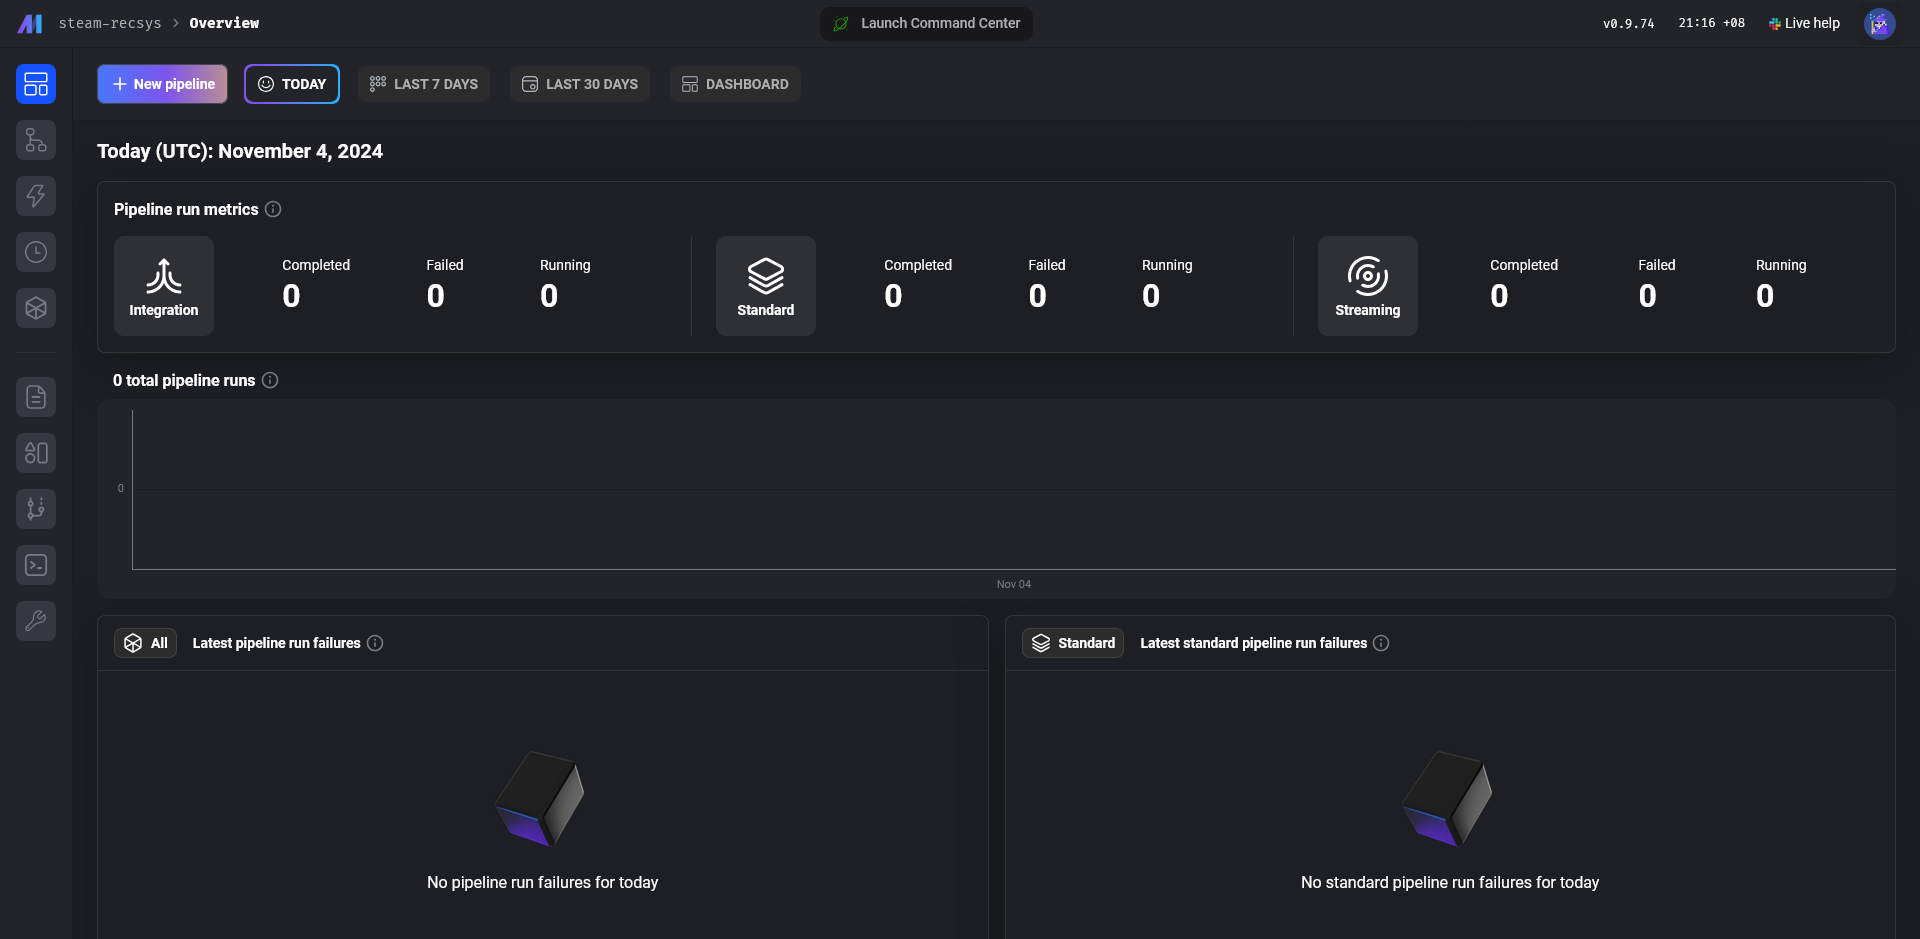 steam-recsys > Overview
Launch Command Center
v0.9.74
21:16 +08
Live help
New pipeline
TODAY
LAST 7 DAYS
LAST 30 DAYS
DASHBOARD
Today (UTC): November 4, 2024
Pipeline run metrics
Integration
Completed
0
Failed
0
Running
0
Standard
Completed
0
Failed
0
Running
0
Streaming
Completed
0
Failed
0
Running
0
0 total pipeline runs
0
Nov 04
All
Latest pipeline run failures
No pipeline run failures for today
Standard
Latest standard pipeline run failures
No standard pipeline run failures for today